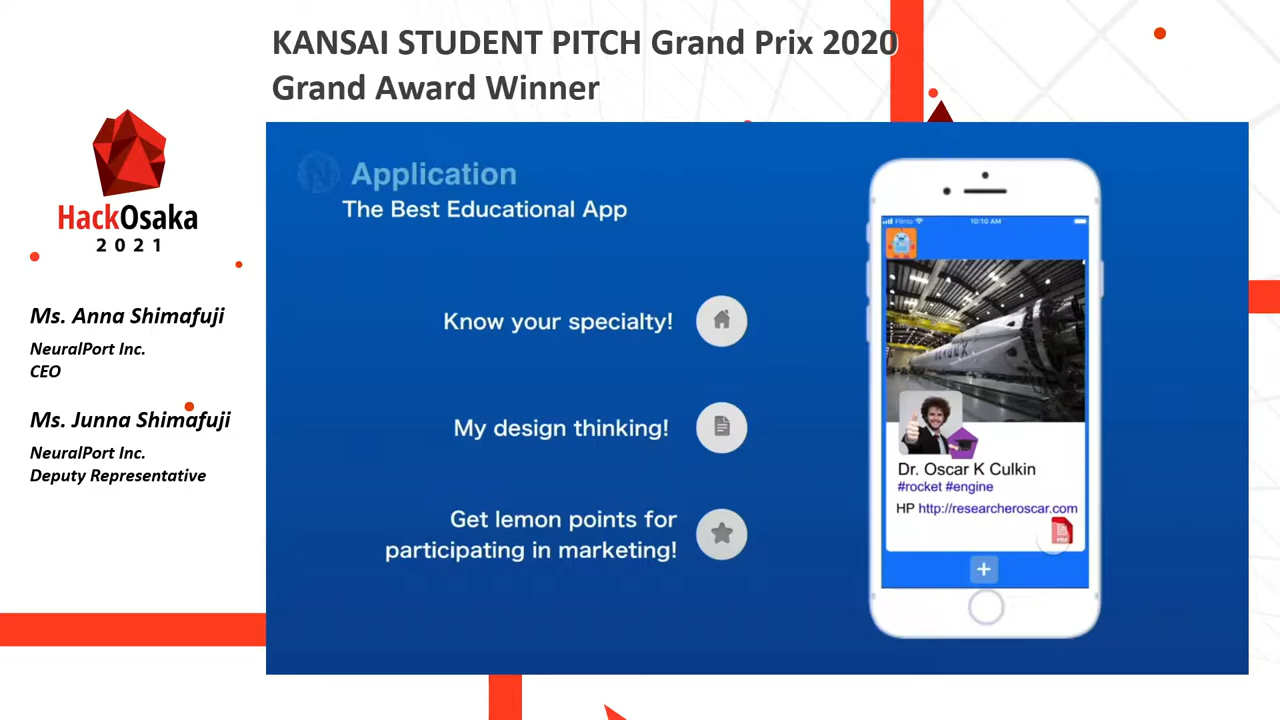 KANSAI STUDENT PITCH Grand Prix 2020
Grand Award Winner
HackOsaka
2021
Ms. Anna Shimafuji
NeuralPort Inc.
CEO
Ms. Junna Shimafuji
NeuralPort Inc.
Deputy Representative
N
Application
The Best Educational App
Know your specialty!
My design thinking!
Get lemon points for
participating in marketing!
10:10 AM
Dr. Oscar K Culkin
#rocket #engine
HP http://researcheroscar.com
PDF
+